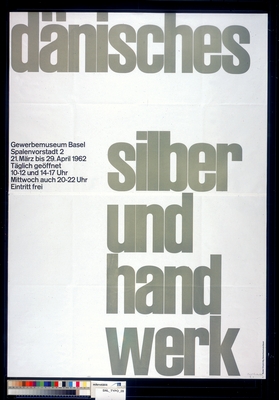 dänisches
Gewerbemuseum Basel
Spalenvorstadt 2
21. März bis 29. April 1962
Täglich geöffnet
10-12 und 14-17 Uhr
Mittwoch auch 20-22 Uhr
Eintritt frei
silber
und
hand
werk